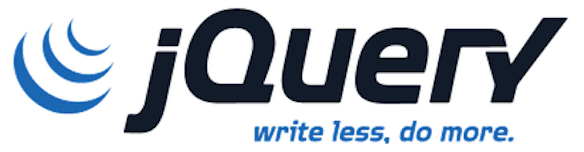 jQuery
write less, do more.